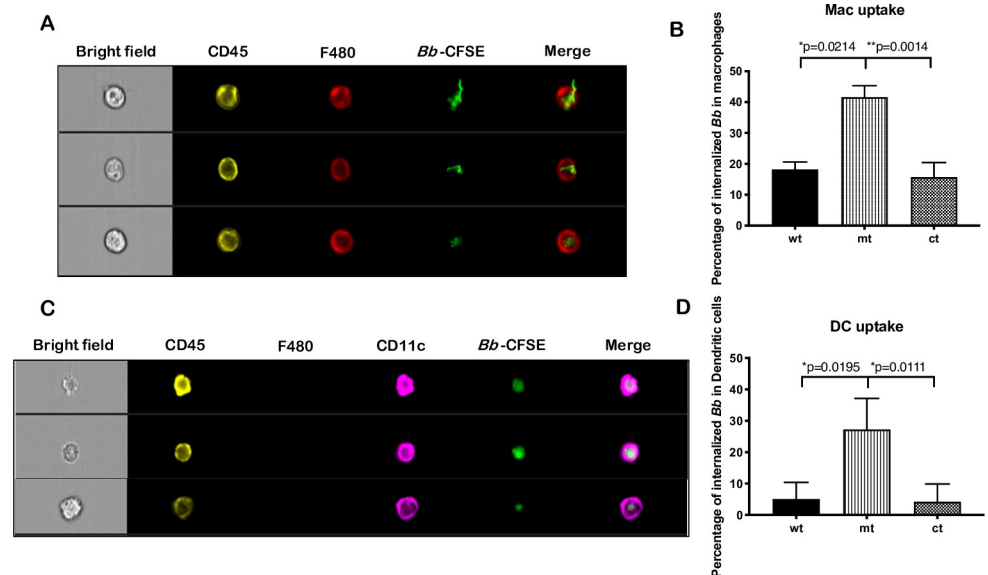 A
Bright field CD45 F480 Bb-CFSE Merge
B
Mac uptake
*p=0.0214 **p=0.0014
Percentage of internalized Bb in macrophages
50
40
30
20
10
0
wt mt ct
C
Bright field CD45 F480 CD11c Bb-CFSE Merge
D
DC uptake
*p=0.0195 *p=0.0111
Percentage of internalized Bb in Dendritic cells
50
40
30
20
10
0
wt mt ct